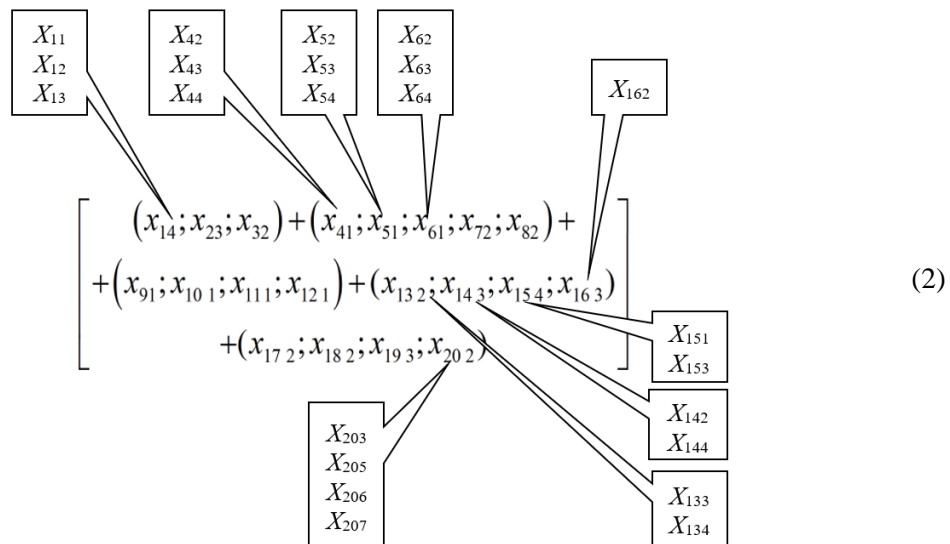 X₁₁
X₁₂
X₁₃
X₄₂
X₄₃
X₄₄
X₅₂
X₅₃
X₅₄
X₆₂
X₆₃
X₆₄
X₁₆₂
(x₁₄;x₂₃;x₃₂)+(x₄₁;x₅₁;x₆₁;x₇₂;x₈₂)+
+(x₉₁;x₁₀ ₁;x₁₁₁;x₁₂ ₁)+(x₁₃ ₂;x₁₄ ₃;x₁₅ ₄;x₁₆ ₃)
(2)
+(x₁₇ ₂;x₁₈ ₂;x₁₉ ₃;x₂₀ ₂)
X₁₅₁
X₁₅₃
X₁₄₂
X₁₄₄
X₂₀₃
X₂₀₅
X₂₀₆
X₂₀₇
X₁₃₃
X₁₃₄